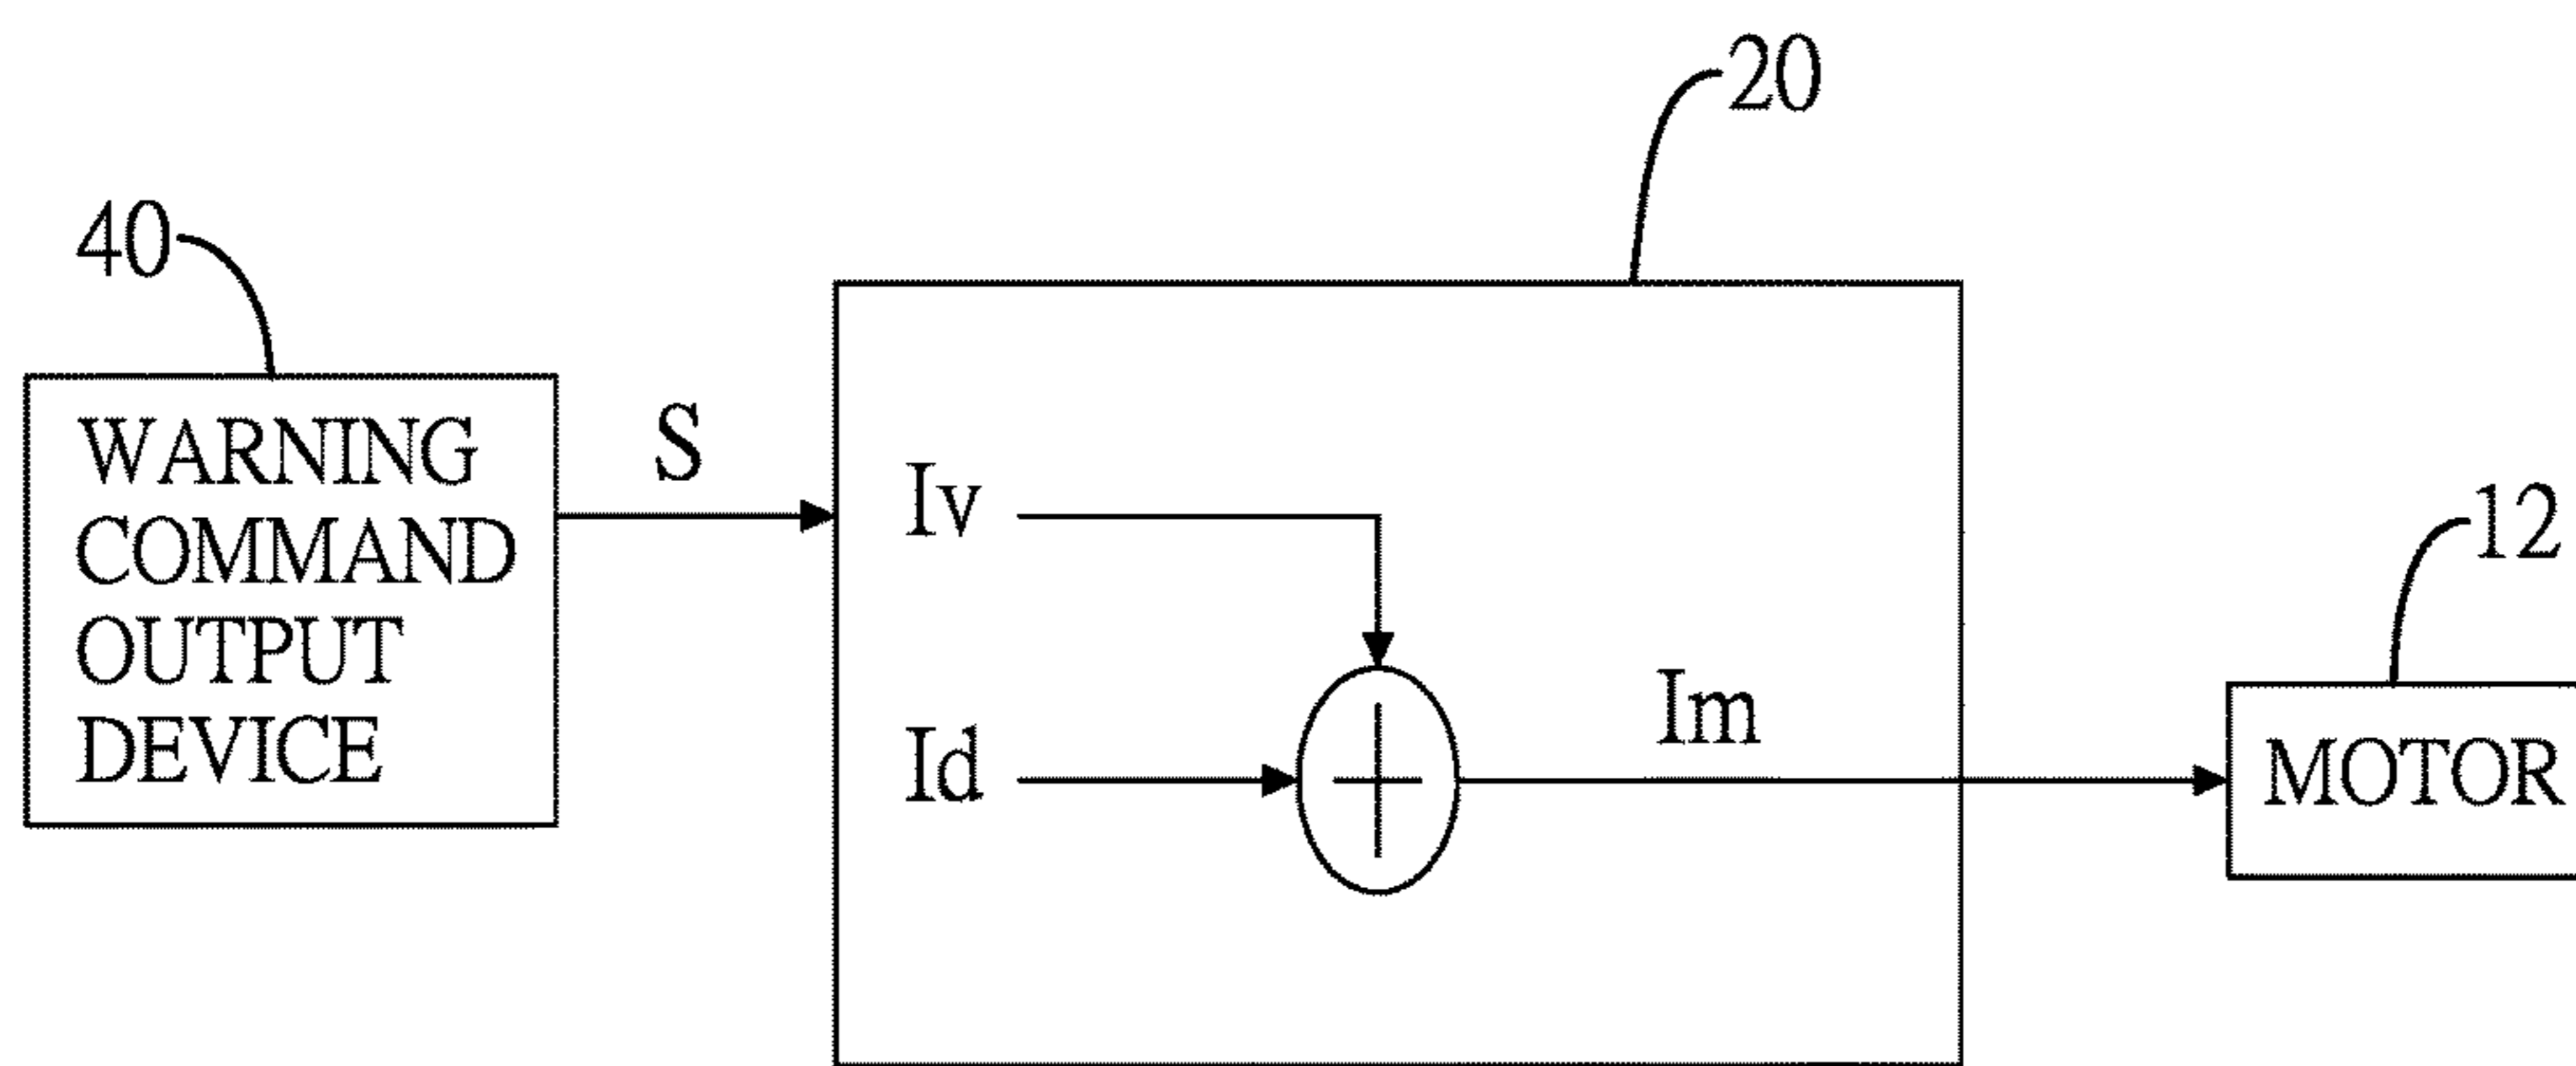 20
40
WARNING
COMMAND
OUTPUT
DEVICE
S
Iv
Id
Im
12
MOTOR